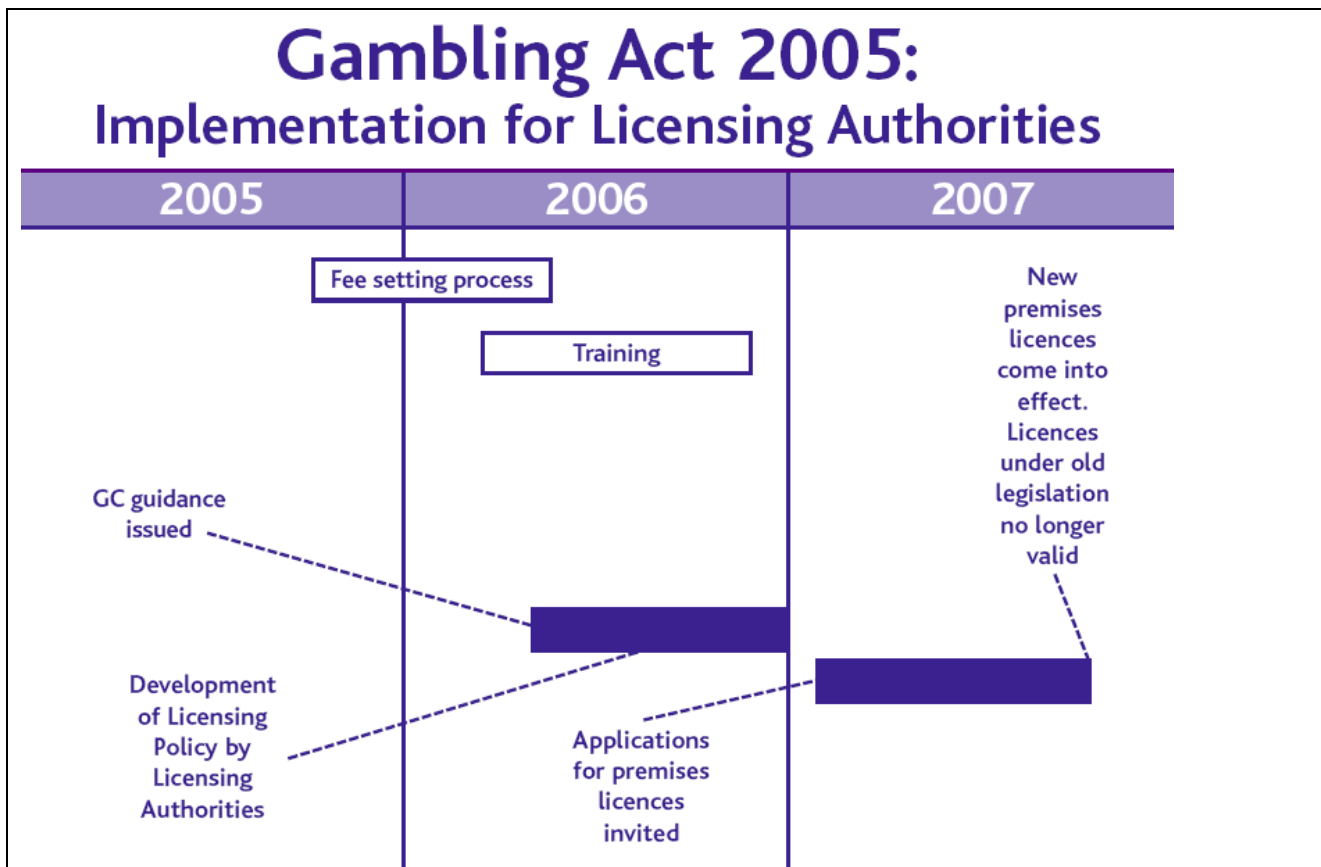 Gambling Act 2005:
Implementation for Licensing Authorities
2005
2006
2007
Fee setting process
Training
New
premises
licences
come into
effect.
Licences
under old
legislation
no longer
valid
GC guidance
issued
Development
of Licensing
Policy by
Licensing
Authorities
Applications
for premises
licences
invited